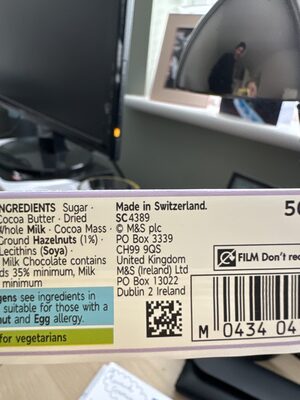 INGREDIENTS Sugar ·
Cocoa Butter · Dried
Whole Milk · Cocoa Mass ·
Ground Hazelnuts (1%) ·
Lecithins (Soya) ·
Milk Chocolate contains
ds 35% minimum, Milk
minimum
gens see ingredients in
suitable for those with a
nut and Egg allergy.
for vegetarians
Made in Switzerland.
SC4389
© M&S plc
PO Box 3339
CH99 9QS
United Kingdom
M&S (Ireland) Ltd
PO Box 13022
Dublin 2 Ireland
50
FILM Don't rec
M 0434 04